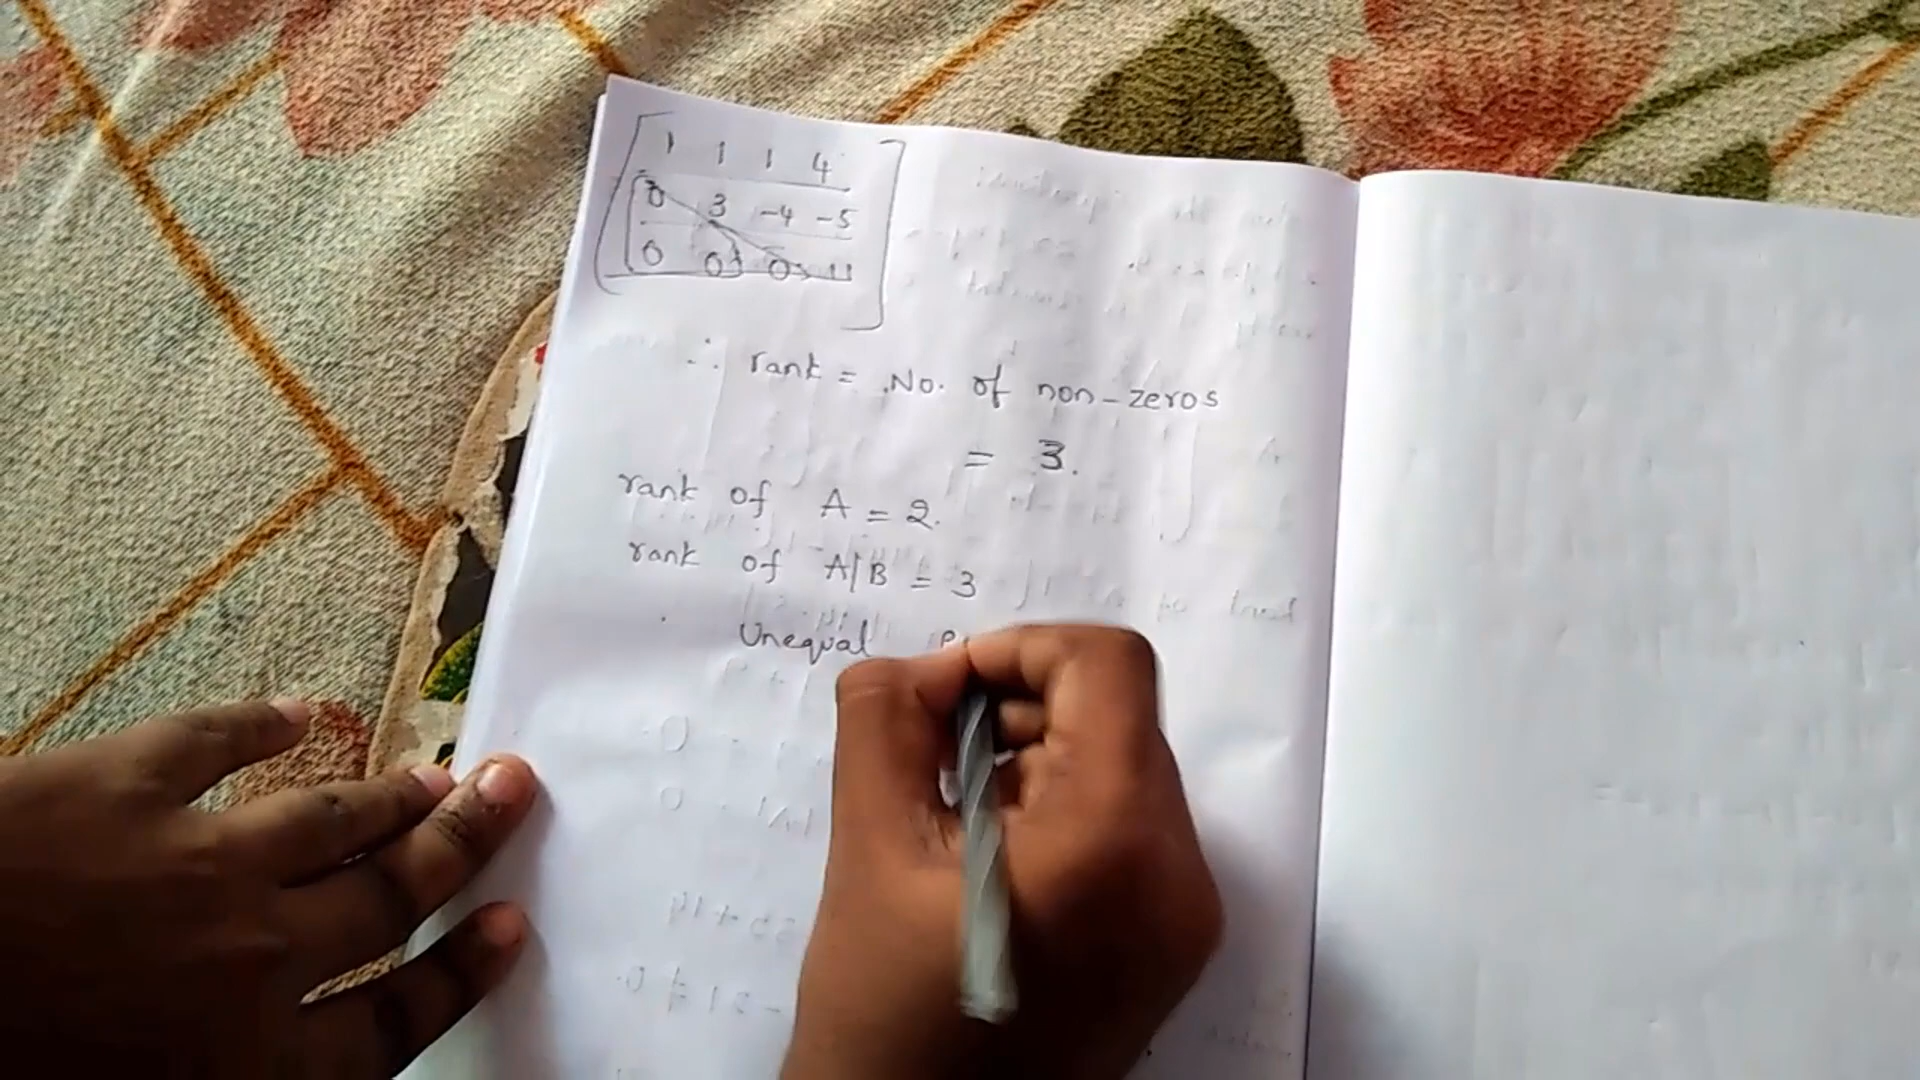 1 1 1 4
0 3 -4 -5
0 0 0 11
∴ rank = No. of non-zeros
= 3.
rank of A = 2.
rank of A/B = 3
Unequal